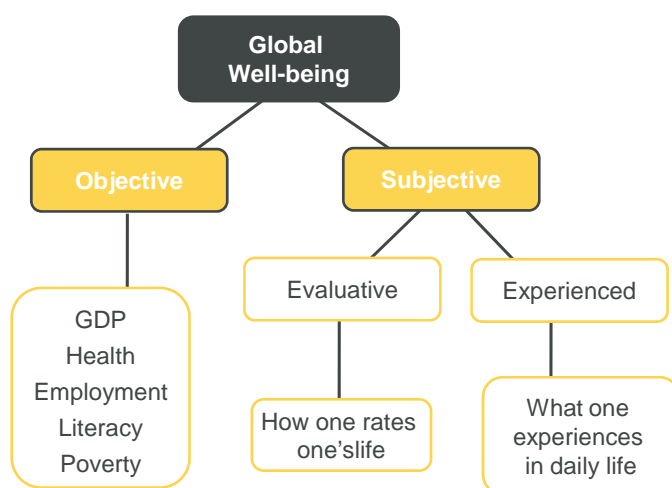 Global
Well-being
Objective
Subjective
Evaluative
Experienced
GDP
Health
Employment
Literacy
Poverty
How one rates
one'slife
What one
experiences
in daily life